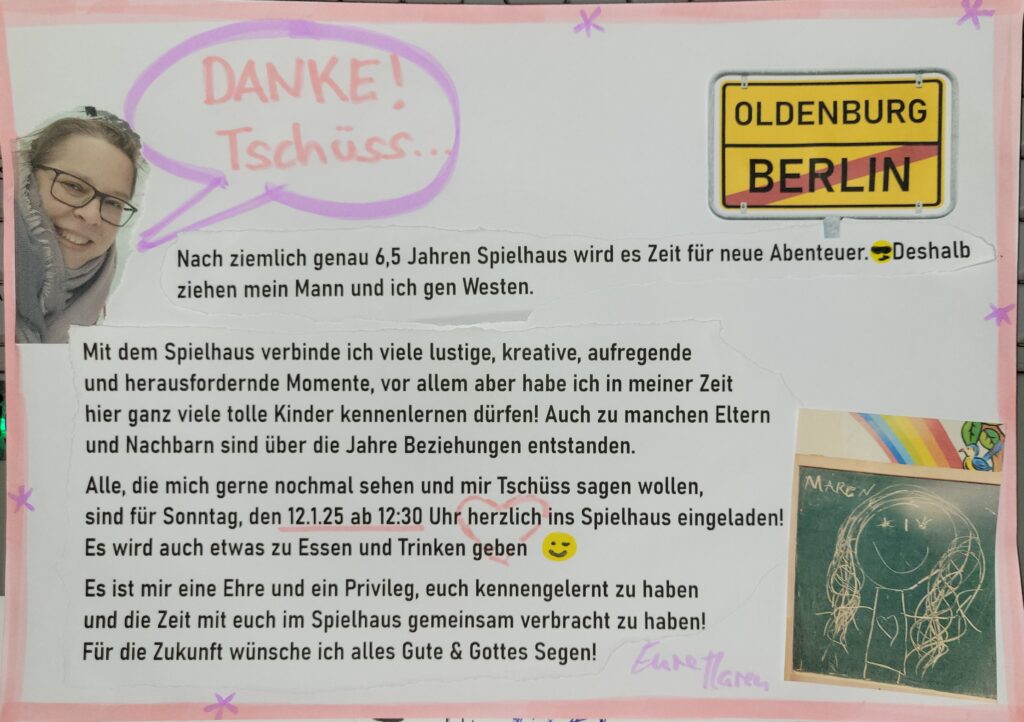 DANKE!
Tschüss...
OLDENBURG
BERLIN
Nach ziemlich genau 6,5 Jahren Spielhaus wird es Zeit für neue Abenteuer. Deshalb
ziehen mein Mann und ich gen Westen.
Mit dem Spielhaus verbinde ich viele lustige, kreative, aufregende
und herausfordernde Momente, vor allem aber habe ich in meiner Zeit
hier ganz viele tolle Kinder kennenlernen dürfen! Auch zu manchen Eltern
und Nachbarn sind über die Jahre Beziehungen entstanden.
Alle, die mich gerne nochmal sehen und mir Tschüss sagen wollen,
sind für Sonntag, den 12.1.25 ab 12:30 Uhr herzlich ins Spielhaus eingeladen!
Es wird auch etwas zu Essen und Trinken geben
Es ist mir eine Ehre und ein Privileg, euch kennengelernt zu haben
und die Zeit mit euch im Spielhaus gemeinsam verbracht zu haben!
Für die Zukunft wünsche ich alles Gute & Gottes Segen!
Eure Maren
MAREN